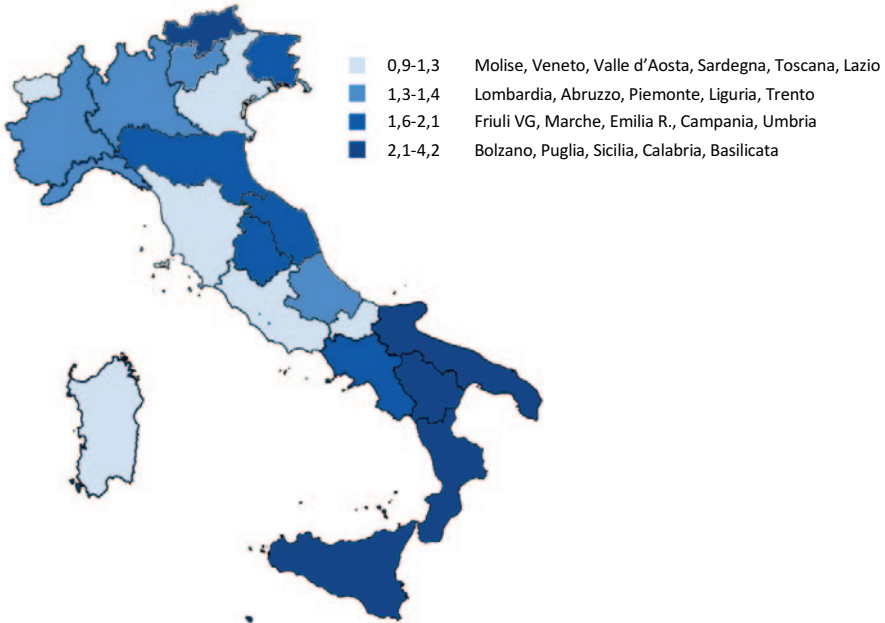 0,9-1,3 Molise, Veneto, Valle d’Aosta, Sardegna, Toscana, Lazio
1,3-1,4 Lombardia, Abruzzo, Piemonte, Liguria, Trento
1,6-2,1 Friuli VG, Marche, Emilia R., Campania, Umbria
2,1-4,2 Bolzano, Puglia, Sicilia, Calabria, Basilicata